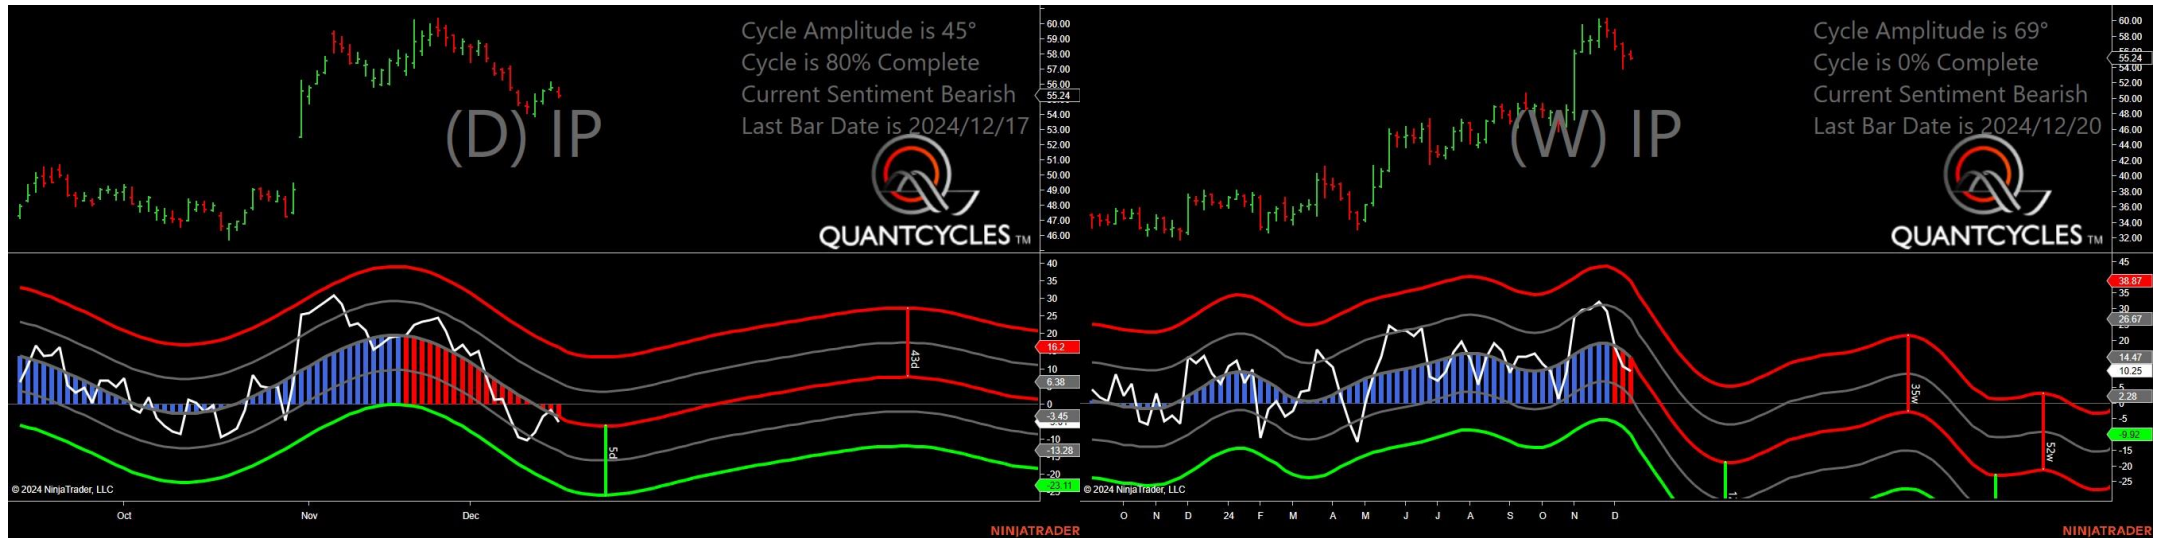 Cycle Amplitude is 45°
Cycle is 80% Complete
Current Sentiment Bearish
Last Bar Date is 2024/12/17
(D) IP
QUANTCYCLES TM
60.00
59.00
58.00
57.00
56.00
55.24
54.00
53.00
52.00
51.00
50.00
49.00
48.00
47.00
46.00
40
35
30
25
20
16.2
10
6.38
0
-3.45
-10
-13.28
-20
-23.11
43d
5d
© 2024 NinjaTrader, LLC
Oct Nov Dec
NINJATRADER
Cycle Amplitude is 69°
Cycle is 0% Complete
Current Sentiment Bearish
Last Bar Date is 2024/12/20
(W) IP
QUANTCYCLES TM
60.00
58.00
55.24
54.00
52.00
50.00
48.00
46.00
44.00
42.00
40.00
38.00
36.00
34.00
32.00
45
38.87
35
26.67
20
14.47
10.25
5
2.28
-5
-9.92
-15
-20
-25
35w
52w
© 2024 NinjaTrader, LLC
O N D 24 F M A M J J A S O N D
NINJATRADER